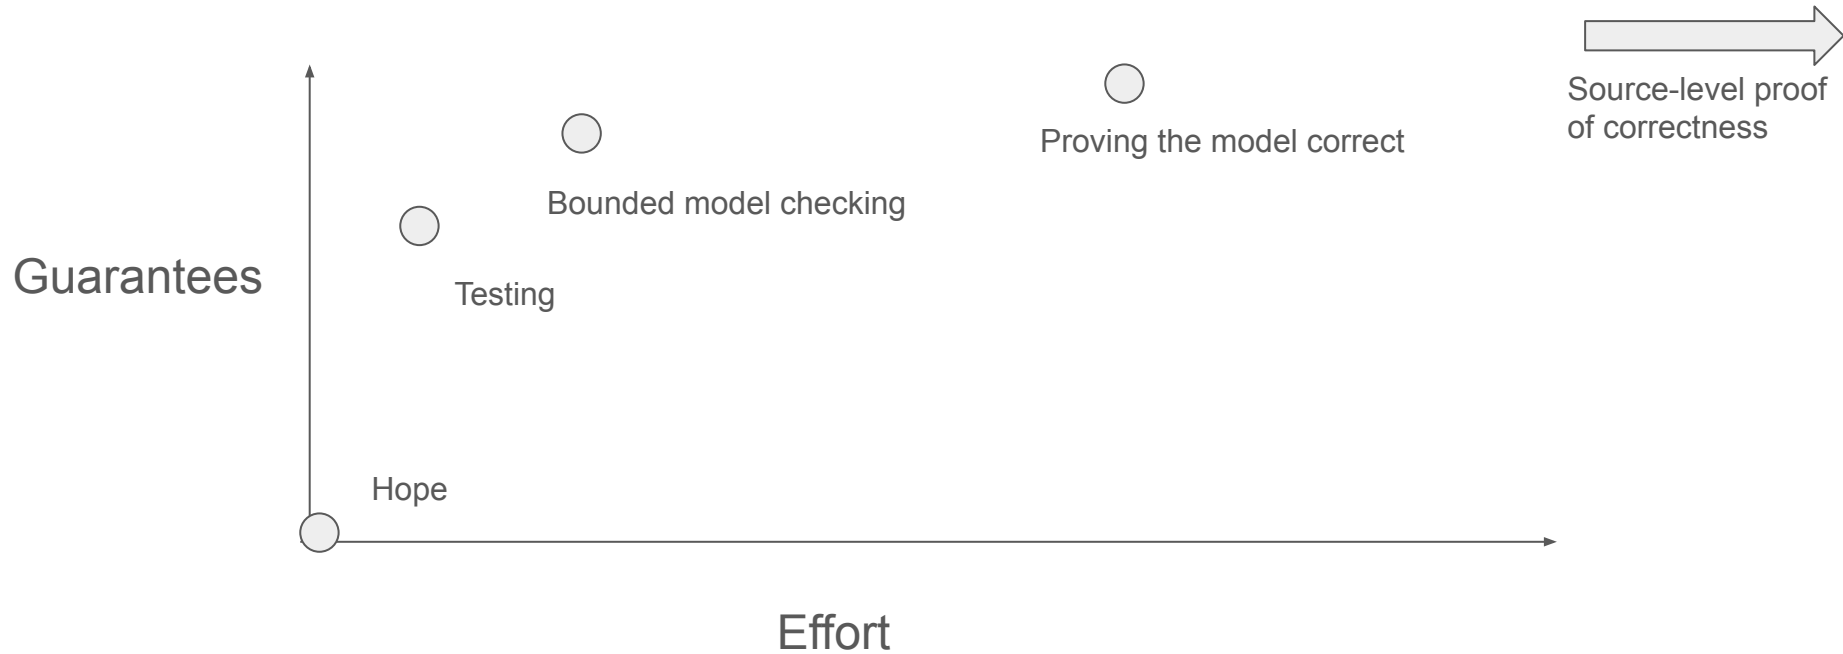 Source-level proof
of correctness
Proving the model correct
Bounded model checking
Guarantees
Testing
Hope
Effort